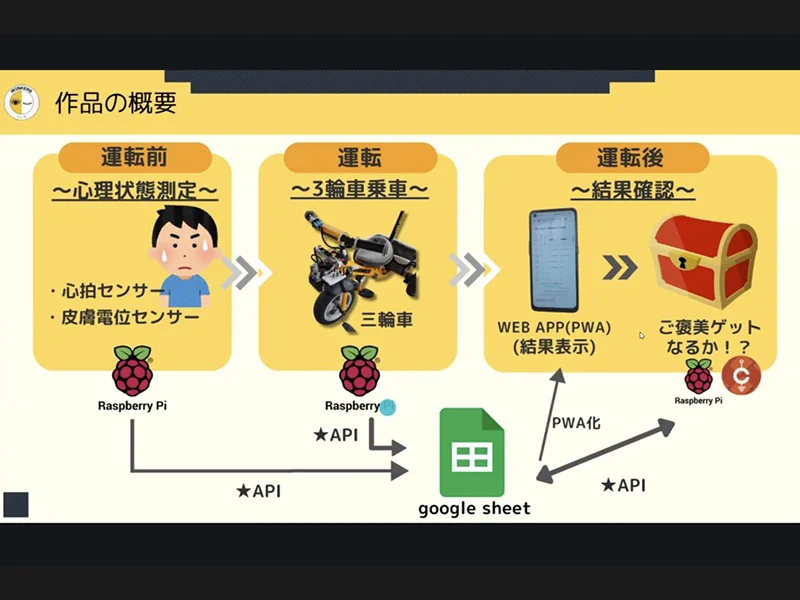 作品の概要
運転前
～心理状態測定～
・心拍センサー
・皮膚電位センサー
Raspberry Pi
運転
～3輪車乗車～
三輪車
Raspberry Pi
運転後
～結果確認～
WEB APP(PWA)
(結果表示)
ご褒美ゲット
なるか！？
Raspberry Pi
★API
★API
PWA化
★API
google sheet